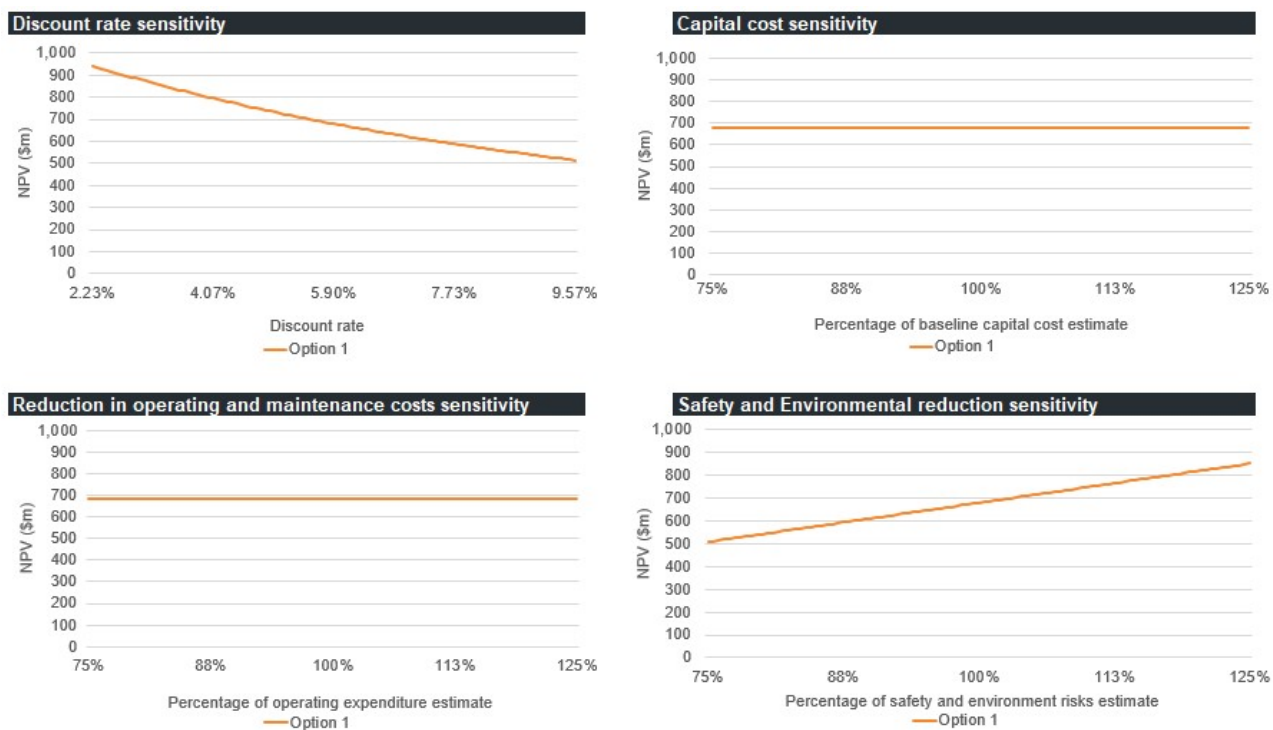 Discount rate sensitivity
1,000
900
800
700
600
500
400
300
200
100
0
NPV ($m)
2.23% 4.07% 5.90% 7.73% 9.57%
Discount rate
Option 1
Capital cost sensitivity
1,000
900
800
700
600
500
400
300
200
100
0
NPV ($m)
75% 88% 100% 113% 125%
Percentage of baseline capital cost estimate
Option 1
Reduction in operating and maintenance costs sensitivity
1,000
900
800
700
600
500
400
300
200
100
0
NPV ($m)
75% 88% 100% 113% 125%
Percentage of operating expenditure estimate
Option 1
Safety and Environmental reduction sensitivity
1,000
900
800
700
600
500
400
300
200
100
0
NPV ($m)
75% 88% 100% 113% 125%
Percentage of safety and environment risks estimate
Option 1